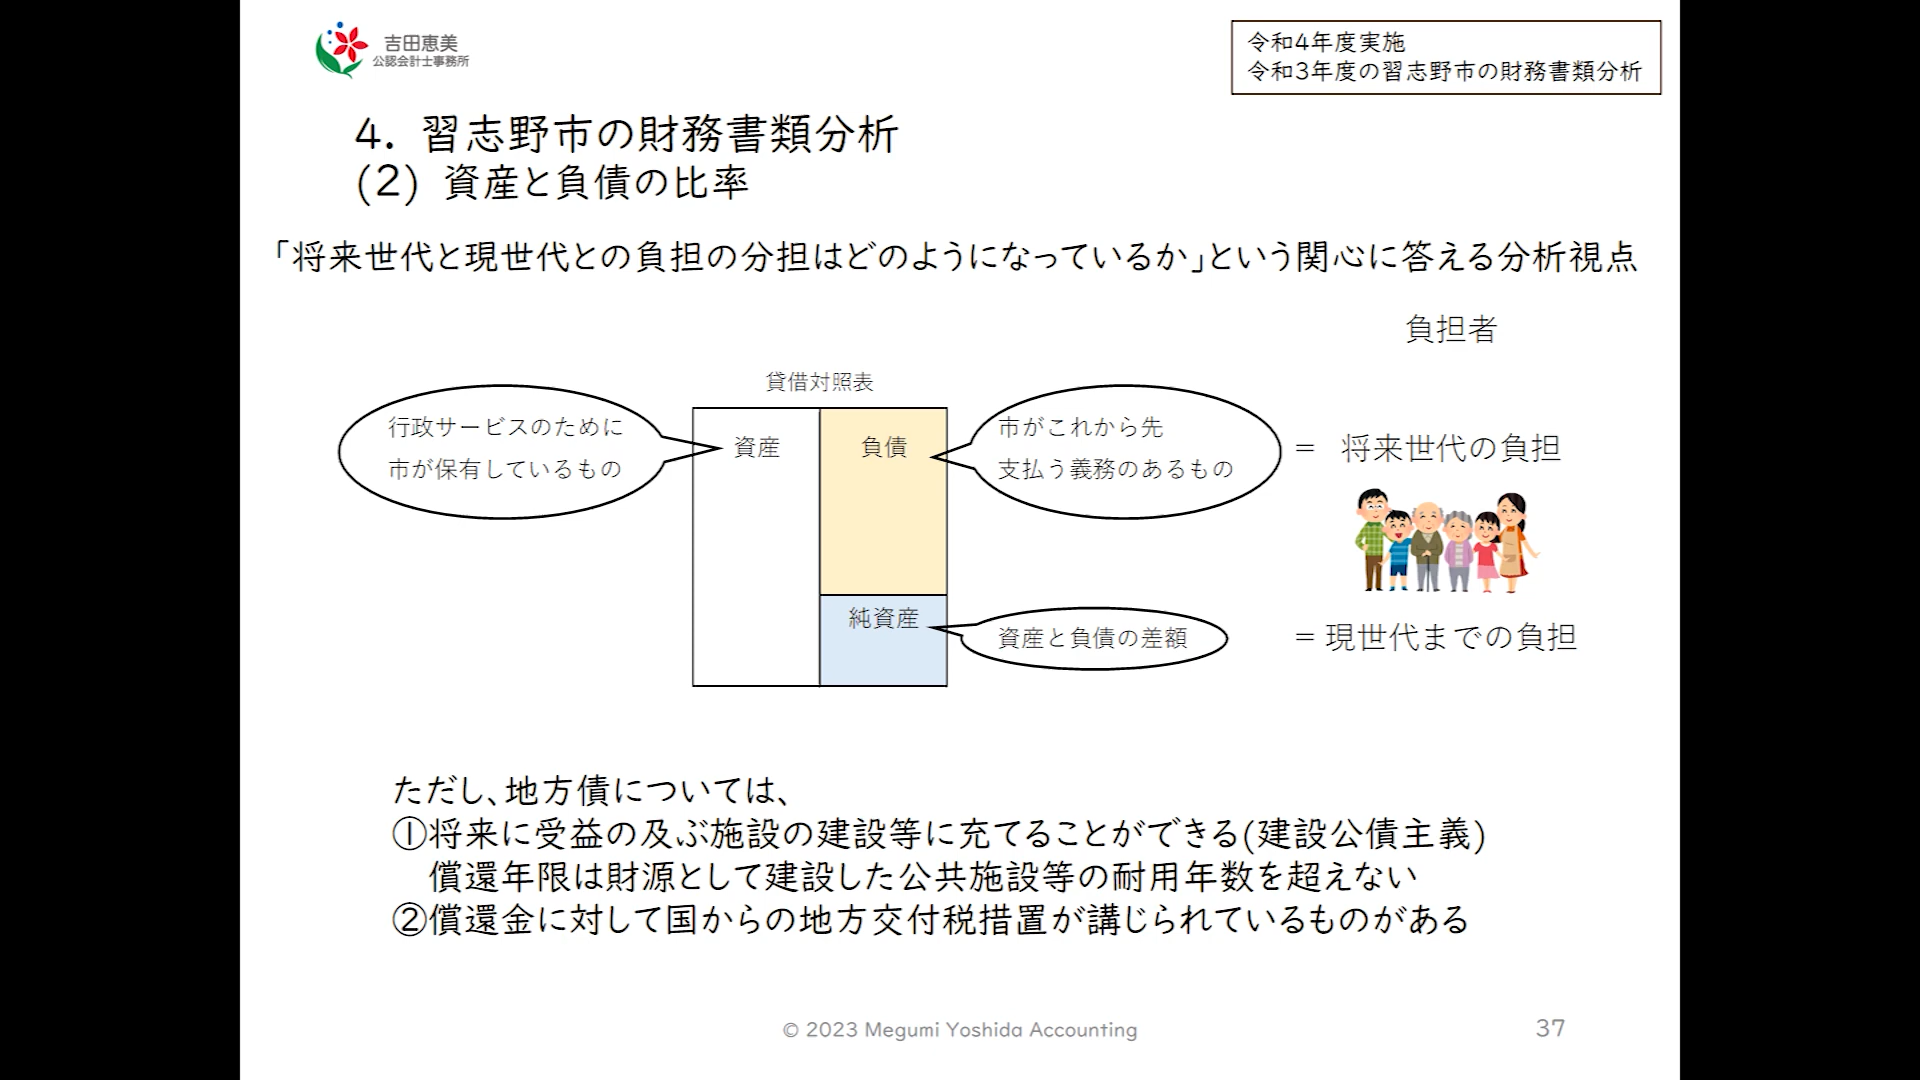 吉田恵美
公認会計士事務所
令和4年度実施
令和3年度の習志野市の財務書類分析
4. 習志野市の財務書類分析
(2) 資産と負債の比率
「将来世代と現世代との負担の分担はどのようになっているか」という関心に答える分析視点
負担者
貸借対照表
行政サービスのために
市が保有しているもの
資産
負債
市がこれから先
支払う義務のあるもの
= 将来世代の負担
純資産
資産と負債の差額
= 現世代までの負担
ただし、地方債については、
①将来に受益の及ぶ施設の建設等に充てることができる(建設公債主義)
償還年限は財源として建設した公共施設等の耐用年数を超えない
②償還金に対して国からの地方交付税措置が講じられているものがある
© 2023 Megumi Yoshida Accounting
37